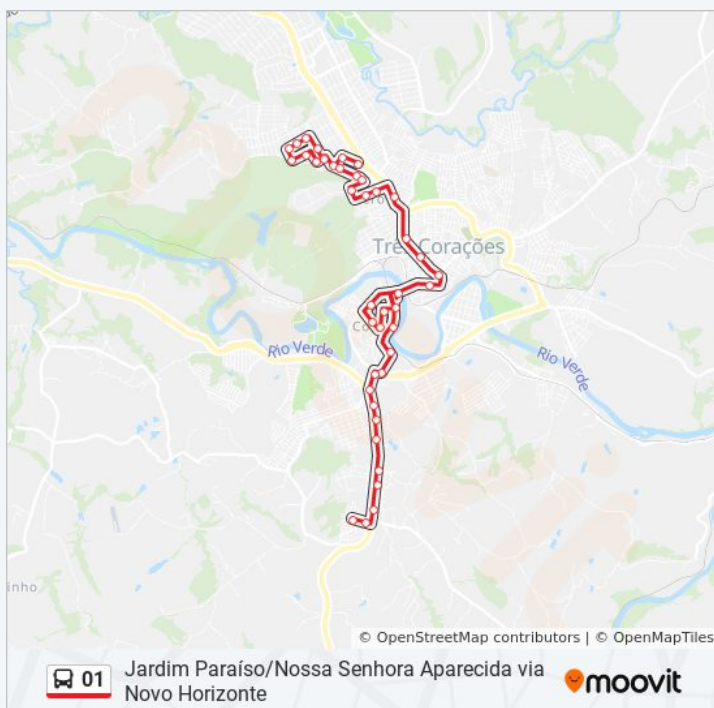 Três Corações
Rio Verde
Rio Verde
inho
© OpenStreetMap contributors | © OpenMapTiles
01
Jardim Paraíso/Nossa Senhora Aparecida via
Novo Horizonte
moovit